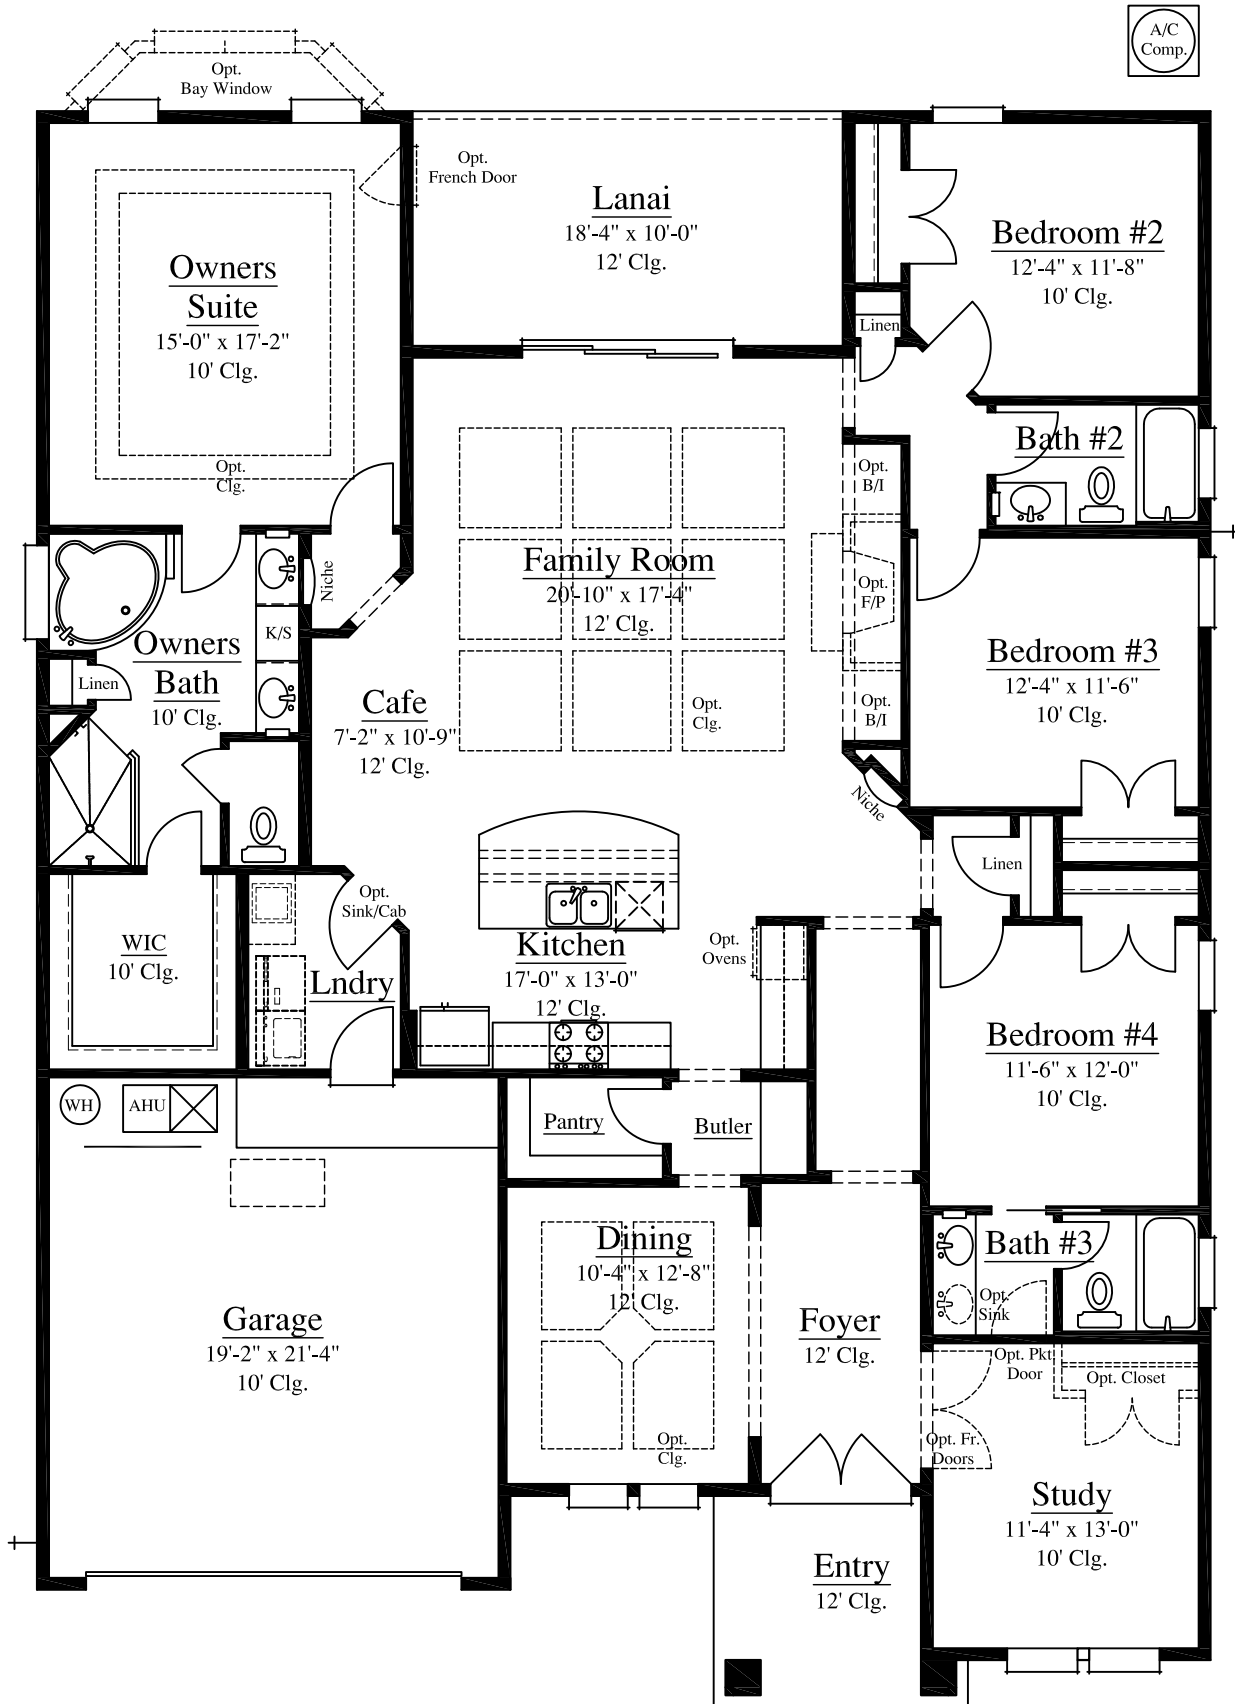 A/C
Comp.
Opt.
Bay Window
Opt.
French Door
Lanai
18'-4" x 10'-0"
12' Clg.
Bedroom #2
12'-4" x 11'-8"
10' Clg.
Owners
Suite
15'-0" x 17'-2"
10' Clg.
Opt.
Clg.
Linen
Bath #2
Opt.
B/I
Family Room
20'-10" x 17'-4"
12' Clg.
Opt.
F/P
Niche
K/S
Owners
Bath
10' Clg.
Linen
Bedroom #3
12'-4" x 11'-6"
10' Clg.
Cafe
7'-2" x 10'-9"
12' Clg.
Opt.
Clg.
Opt.
B/I
Niche
Linen
Opt.
Sink/Cab
WIC
10' Clg.
Lndry
Kitchen
17'-0" x 13'-0"
12' Clg.
Opt.
Ovens
Bedroom #4
11'-6" x 12'-0"
10' Clg.
WH
AHU
Pantry
Butler
Dining
10'-4" x 12'-8"
12' Clg.
Opt.
Clg.
Bath #3
Opt.
Sink
Garage
19'-2" x 21'-4"
10' Clg.
Foyer
12' Clg.
Opt. Pkt
Door
Opt. Closet
Opt. Fr.
Doors
Study
11'-4" x 13'-0"
10' Clg.
Entry
12' Clg.